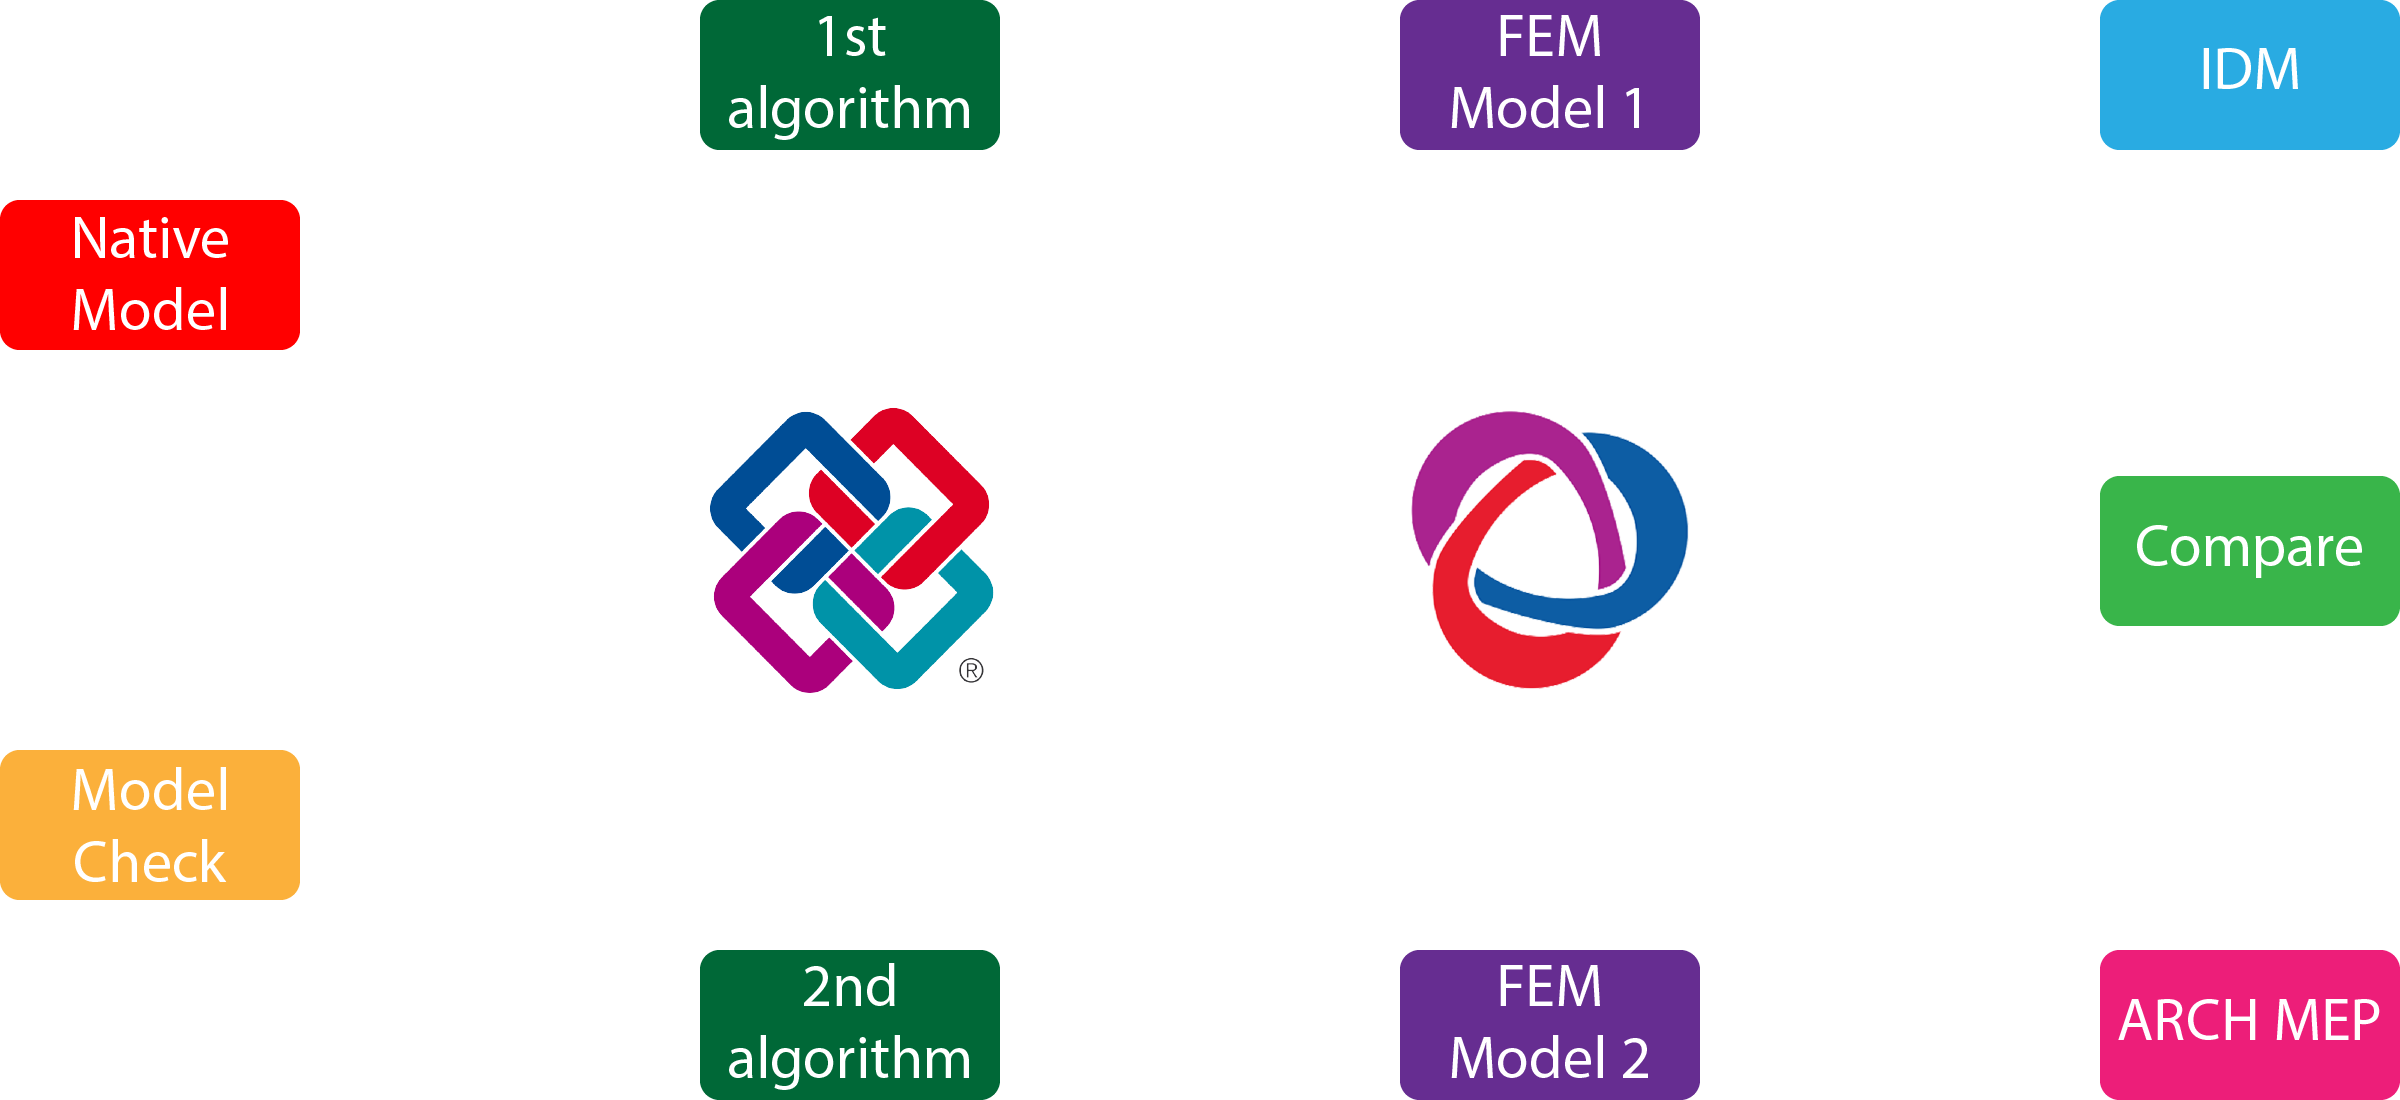 1st
algorithm
FEM
Model 1
IDM
Native
Model
®
Compare
Model
Check
2nd
algorithm
FEM
Model 2
ARCH MEP